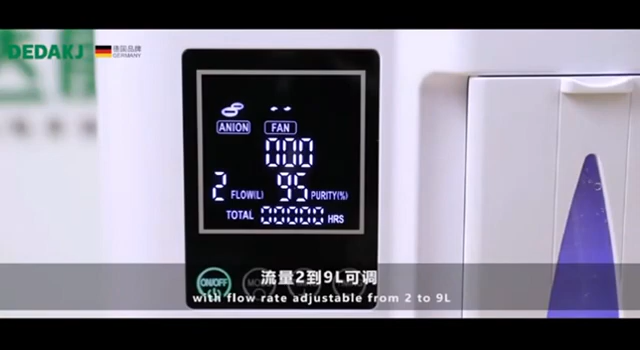 DEDAKJ 德国品牌
GERMANY
ANION FAN
000
2 FLOW(L) 95 PURITY(%)
TOTAL 00000 HRS
ON/OFF
流量2到9L可调
with flow rate adjustable from 2 to 9L